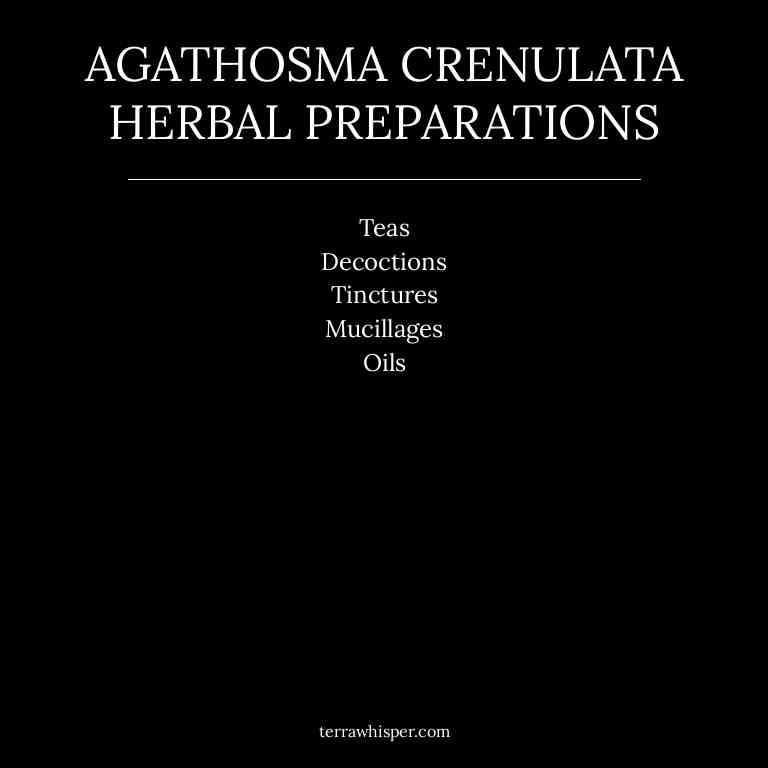 AGATHOSMA CRENULATA
HERBAL PREPARATIONS
Teas
Decoctions
Tinctures
Mucillages
Oils
terrawhisper.com